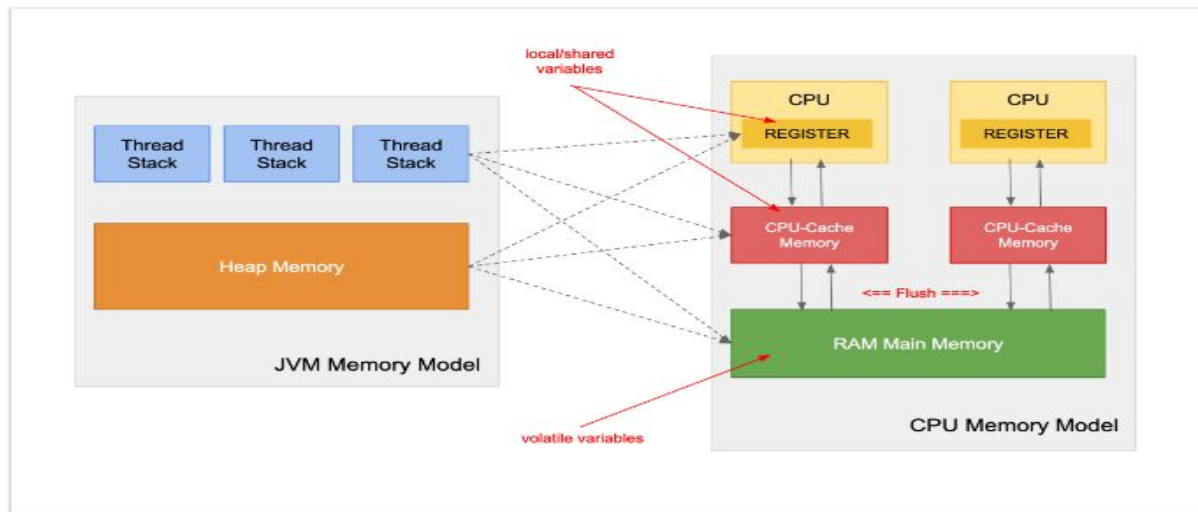 local/shared
variables
CPU
REGISTER
CPU
REGISTER
Thread
Stack
Thread
Stack
Thread
Stack
CPU-Cache
Memory
CPU-Cache
Memory
Heap Memory
<== Flush ===>
RAM Main Memory
JVM Memory Model
volatile variables
CPU Memory Model